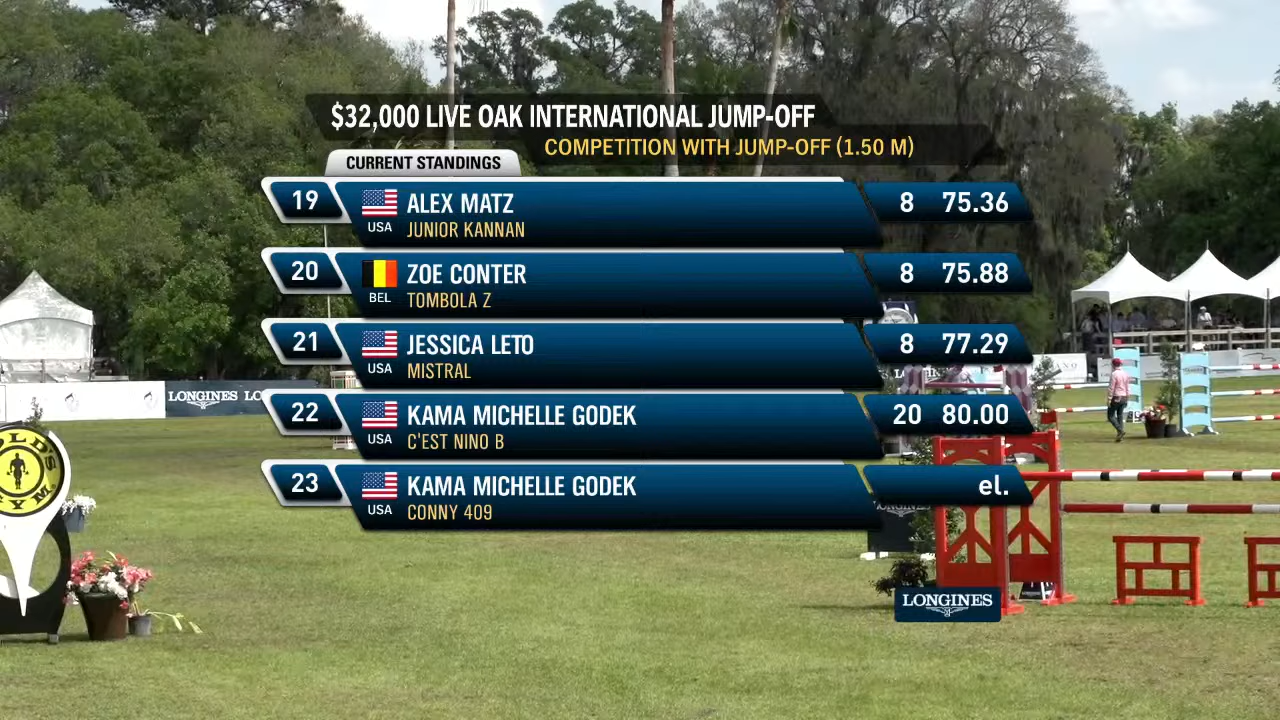 $32,000 LIVE OAK INTERNATIONAL JUMP-OFF
COMPETITION WITH JUMP-OFF (1.50 M)
CURRENT STANDINGS
19 USA ALEX MATZ 8 75.36
JUNIOR KANNAN
20 BEL ZOE CONTER 8 75.88
TOMBOLA Z
21 USA JESSICA LETO 8 77.29
MISTRAL
22 USA KAMA MICHELLE GODEK 20 80.00
C'EST NINO B
23 USA KAMA MICHELLE GODEK el.
CONNY 409
LONGINES
GOLD'S
GYM
LONGINES